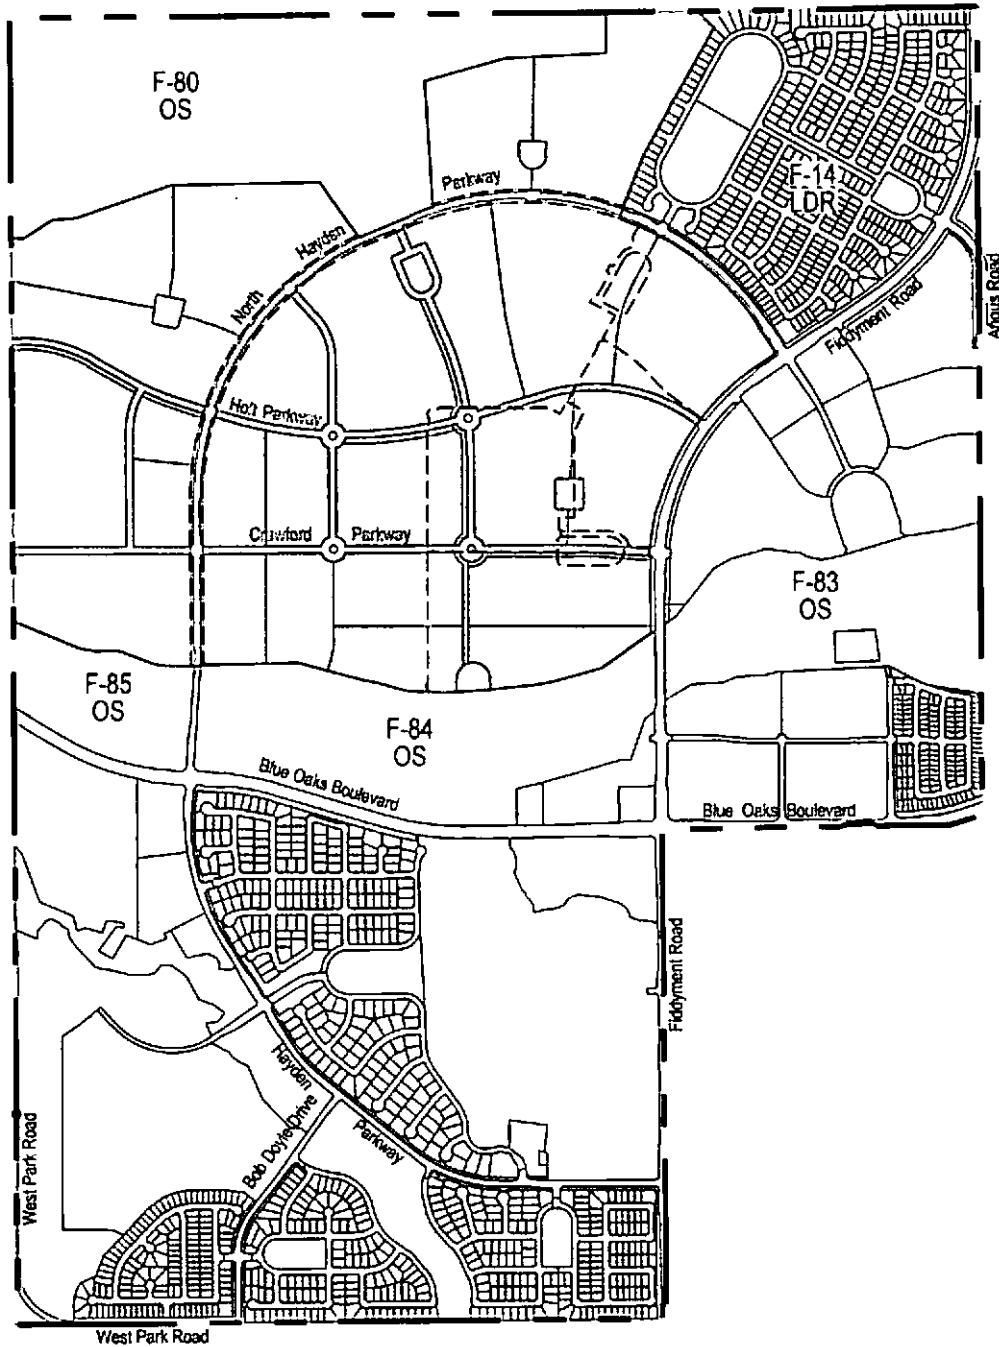 F-80
OS
Parkway
F-14
LDR
Hayden
North
Fiddyment Road
Angus Road
Holt Parkway
Crawford Parkway
F-83
OS
F-85
OS
F-84
OS
Blue Oaks Boulevard
Blue Oaks Boulevard
Fiddyment Road
Hayden
Parkway
Bob Doyle Drive
West Park Road
West Park Road